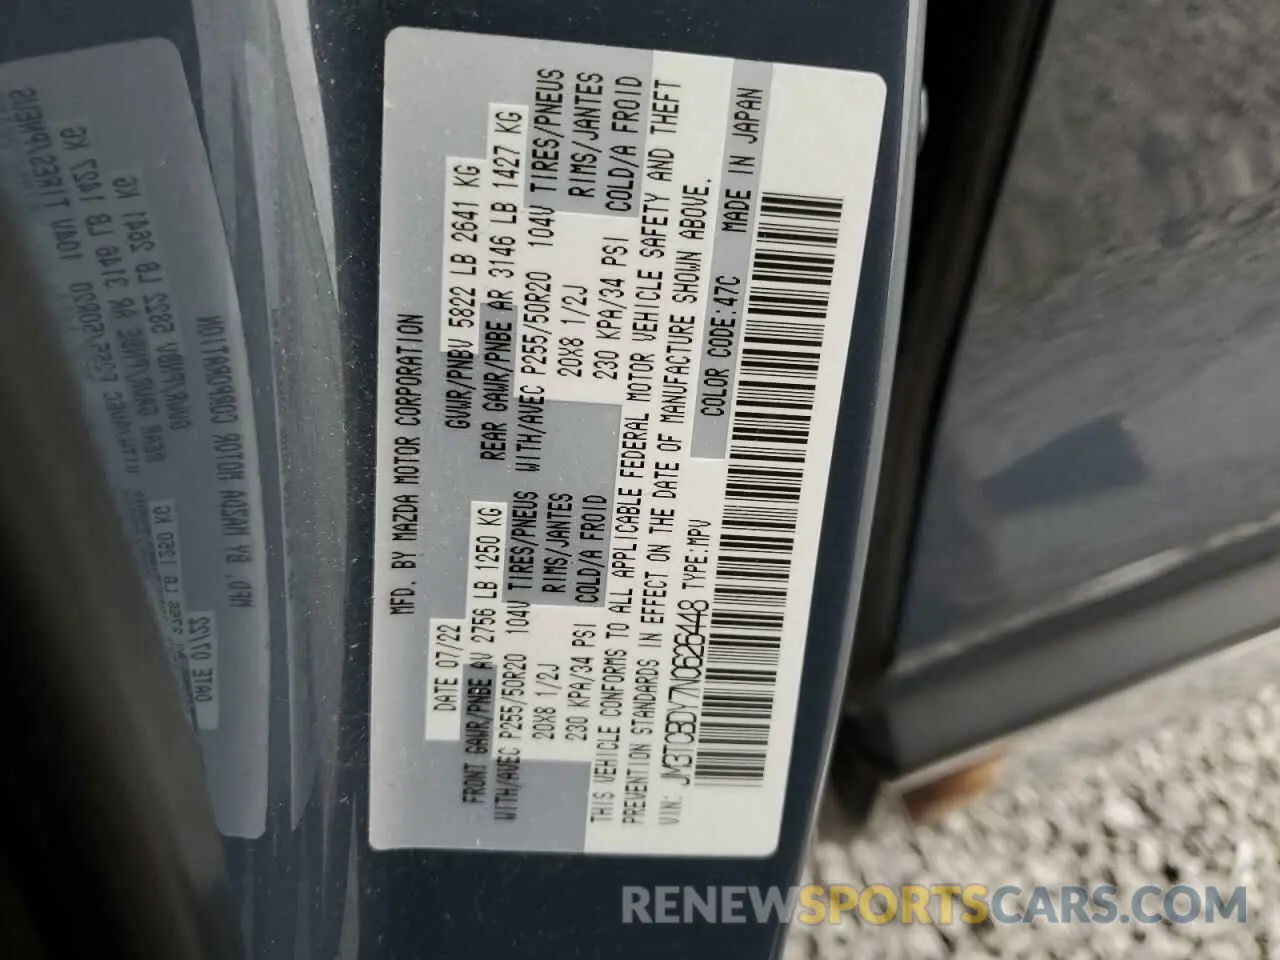 MFD. BY MAZDA MOTOR CORPORATION
DATE 07/22 GVWR/PNBV 5822 LB 2641 KG
FRONT GAWR/PNBE AV 2756 LB 1250 KG REAR GAWR/PNBE AR 3146 LB 1427 KG
WITH/AVEC P255/50R20 104V TIRES/PNEUS WITH/AVEC P255/50R20 104V TIRES/PNEUS
20X8 1/2J RIMS/JANTES 20X8 1/2J RIMS/JANTES
230 KPA/34 PSI COLD/A FROID 230 KPA/34 PSI COLD/A FROID
THIS VEHICLE CONFORMS TO ALL APPLICABLE FEDERAL MOTOR VEHICLE SAFETY AND THEFT
PREVENTION STANDARDS IN EFFECT ON THE DATE OF MANUFACTURE SHOWN ABOVE.
VIN: JM3TCBDY7N0626448 TYPE:MPV COLOR CODE:47C MADE IN JAPAN
RENEWSPORTSCARS.COM